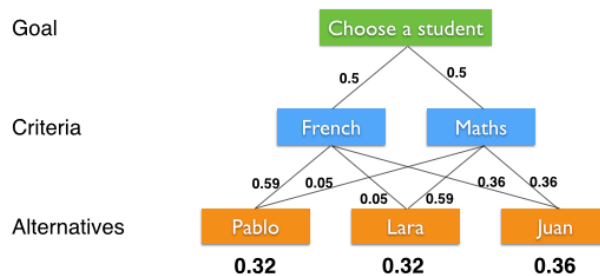 Goal
Choose a student
0.5
0.5
Criteria
French
Maths
0.59
0.05
0.05
0.59
0.36
0.36
Alternatives
Pablo
Lara
Juan
0.32
0.32
0.36